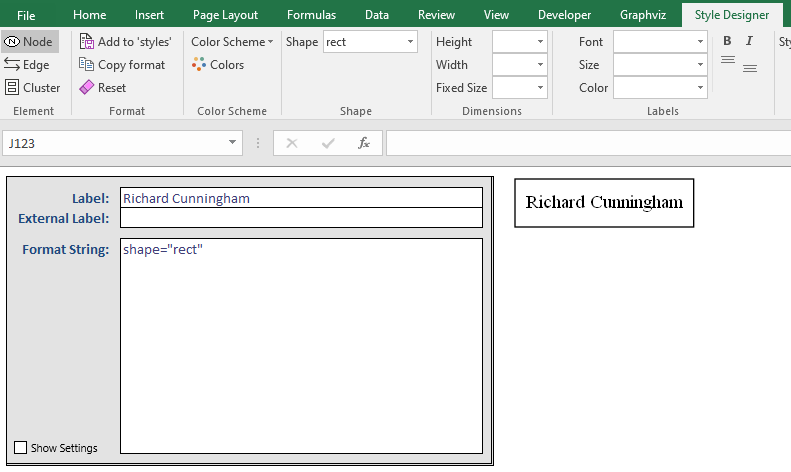 File Home Insert Page Layout Formulas Data Review View Developer Graphviz Style Designer
Node Add to 'styles' Color Scheme Shape rect Height Font B I
Edge Copy format Colors Width Size
Cluster Reset Fixed Size Color
Element Format Color Scheme Shape Dimensions Labels
J123 fx
Label: Richard Cunningham
External Label:
Format String: shape="rect"
Show Settings
Richard Cunningham